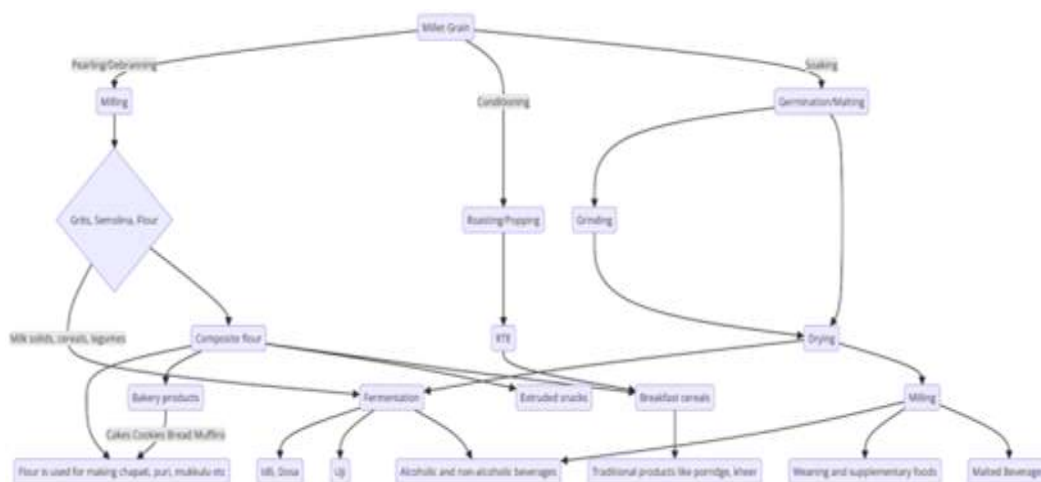 Millet Grain
Pearling/Debranning
Soaking
Milling
Conditioning
Germination/Malting
Grits, Semolina, Flour
Roasting/Popping
Grinding
Milk solids, cereals, legumes
Composite flour
RTE
Drying
Bakery products
Fermentation
Extruded snacks
Breakfast cereals
Milling
Cakes Cookies Bread Muffins
Flour is used for making chapati, puri, mukkulu etc
Idli, Dosa
Uji
Alcoholic and non-alcoholic beverages
Traditional products like porridge, kheer
Weaning and supplementary foods
Malted Beverage